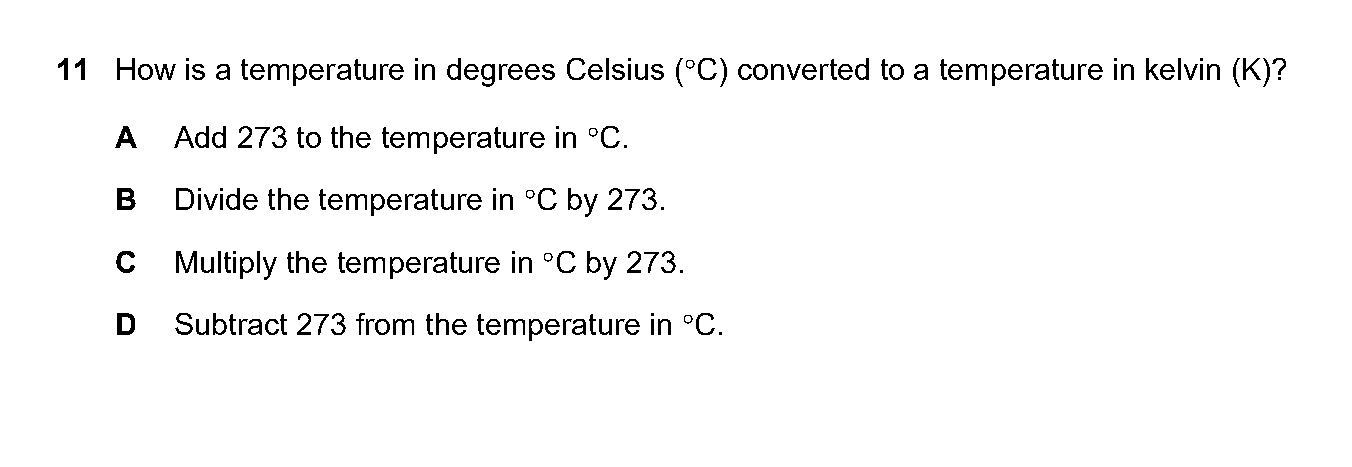 11 How is a temperature in degrees Celsius (°C) converted to a temperature in kelvin (K)?
A Add 273 to the temperature in °C.
B Divide the temperature in °C by 273.
C Multiply the temperature in °C by 273.
D Subtract 273 from the temperature in °C.